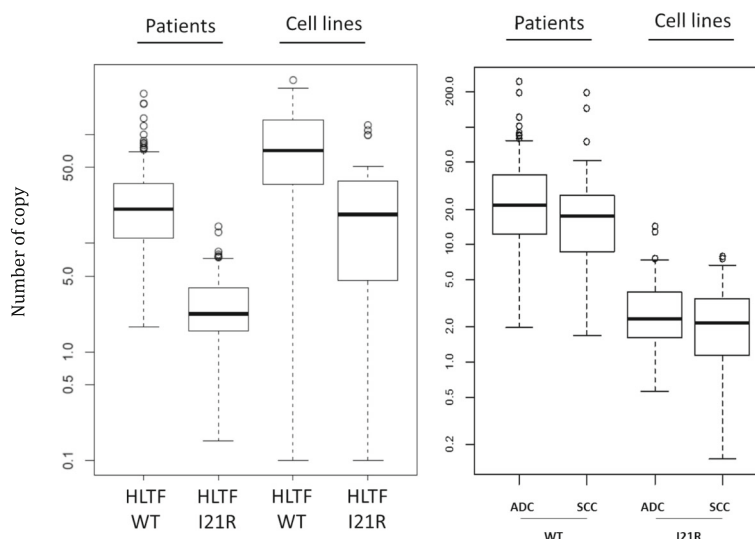 Patients Cell lines
Number of copy
50.0
5.0
1.0
0.5
0.1
HLTF HLTF HLTF HLTF
WT I21R WT I21R
Patients Cell lines
200.0
50.0
20.0
10.0
5.0
2.0
1.0
0.5
0.2
ADC SCC ADC SCC
WT I21R